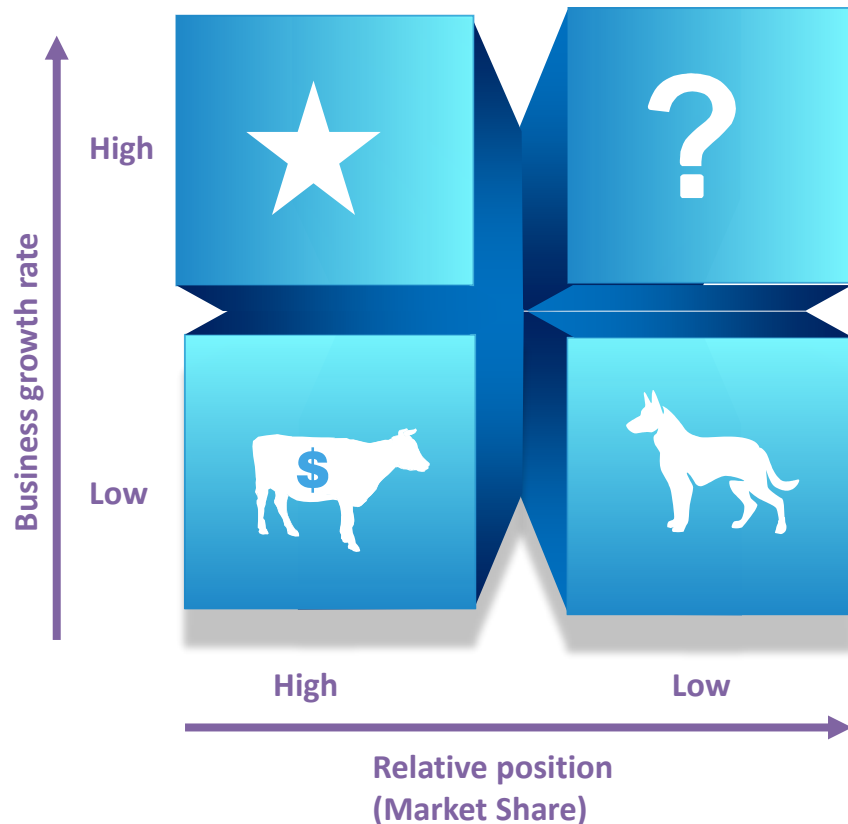 High
?
Business growth rate
Low
$
High
Low
Relative position
(Market Share)